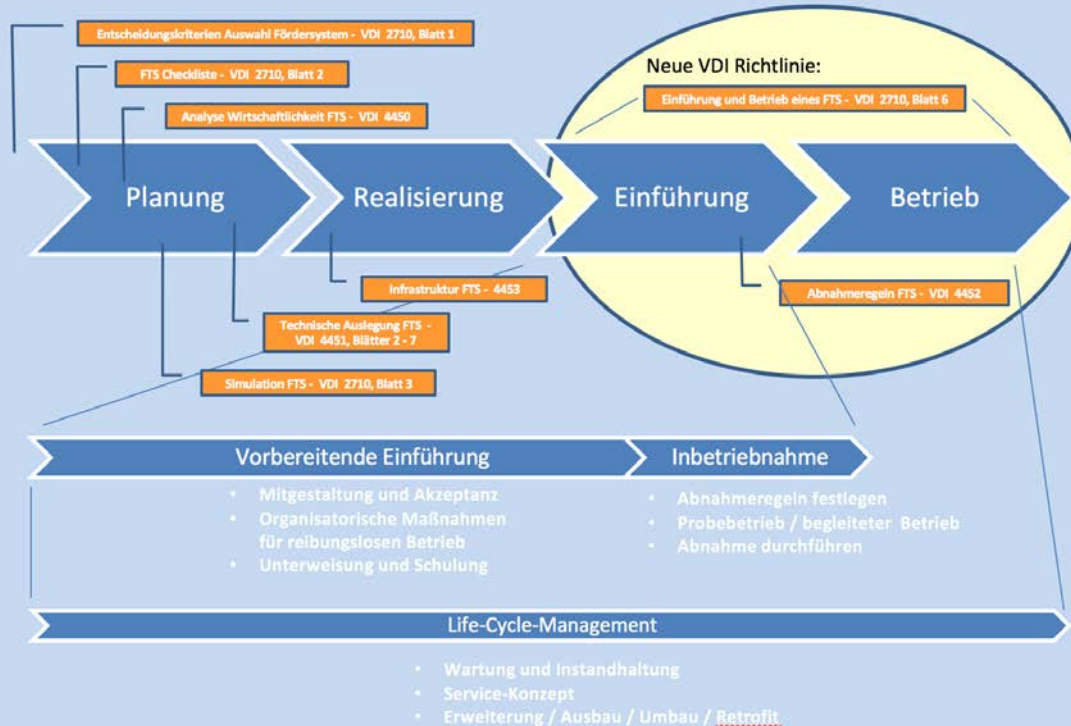 Entscheidungskriterien Auswahl Fördersystem - VDI 2710, Blatt 1
FTS Checkliste - VDI 2710, Blatt 2
Analyse Wirtschaftlichkeit FTS - VDI 4450
Neue VDI Richtlinie:
Einführung und Betrieb eines FTS - VDI 2710, Blatt 6
Planung
Realisierung
Einführung
Betrieb
Infrastruktur FTS - 4453
Abnahmeregeln FTS - VDI 4452
Technische Auslegung FTS -
VDI 4451, Blätter 2 - 7
Simulation FTS - VDI 2710, Blatt 3
Vorbereitende Einführung
• Mitgestaltung und Akzeptanz
• Organisatorische Maßnahmen
für reibungslosen Betrieb
• Unterweisung und Schulung
Inbetriebnahme
• Abnahmeregeln festlegen
• Probebetrieb / begleiteter Betrieb
• Abnahme durchführen
Life-Cycle-Management
• Wartung und Instandhaltung
• Service-Konzept
• Erweiterung / Ausbau / Umbau / Retrofit